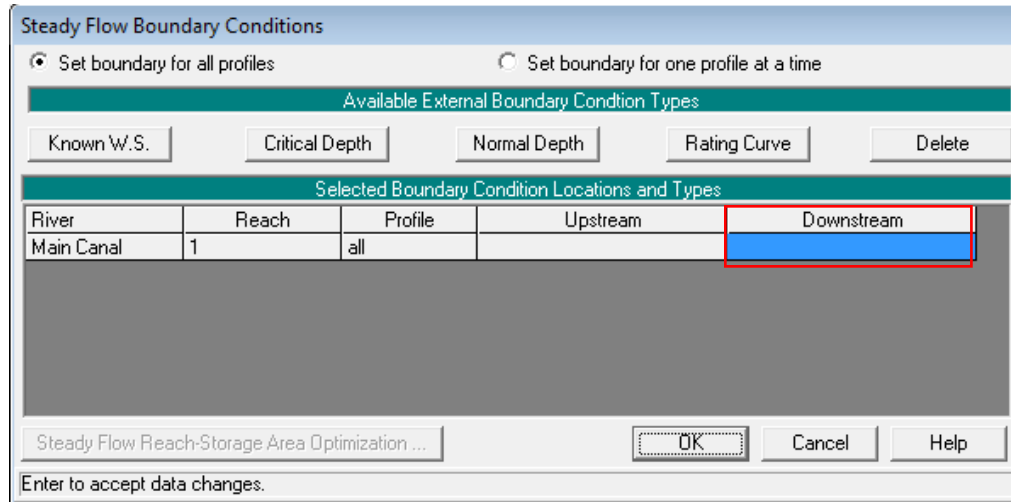 Steady Flow Boundary Conditions
Set boundary for all profiles Set boundary for one profile at a time
Available External Boundary Condtion Types
Known W.S. Critical Depth Normal Depth Rating Curve Delete
Selected Boundary Condition Locations and Types
River Reach Profile Upstream Downstream
Main Canal 1 all
Steady Flow Reach-Storage Area Optimization ... OK Cancel Help
Enter to accept data changes.